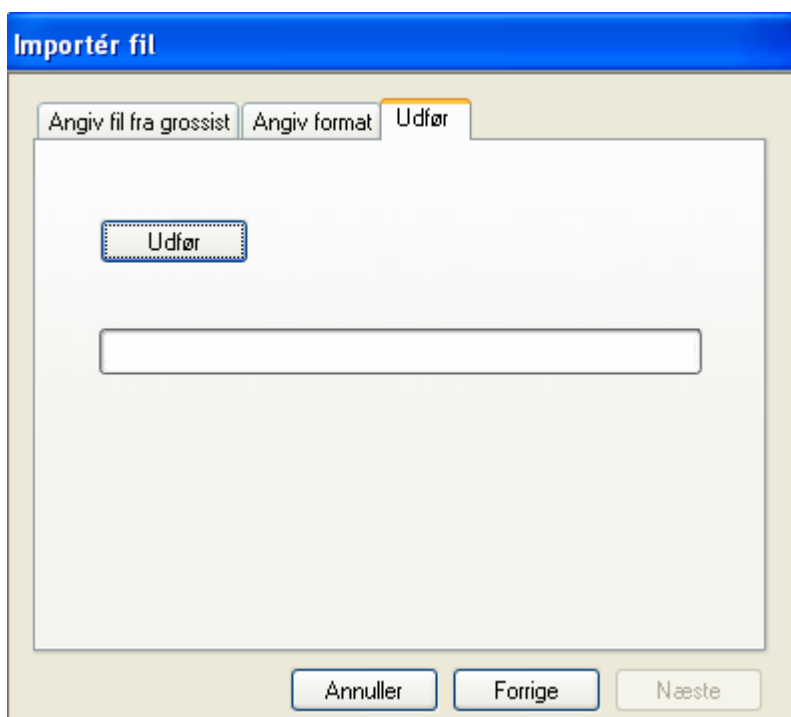 Importér fil
Angiv fil fra grossist Angiv format Udfør
Udfør
Annuller Forrige Næste